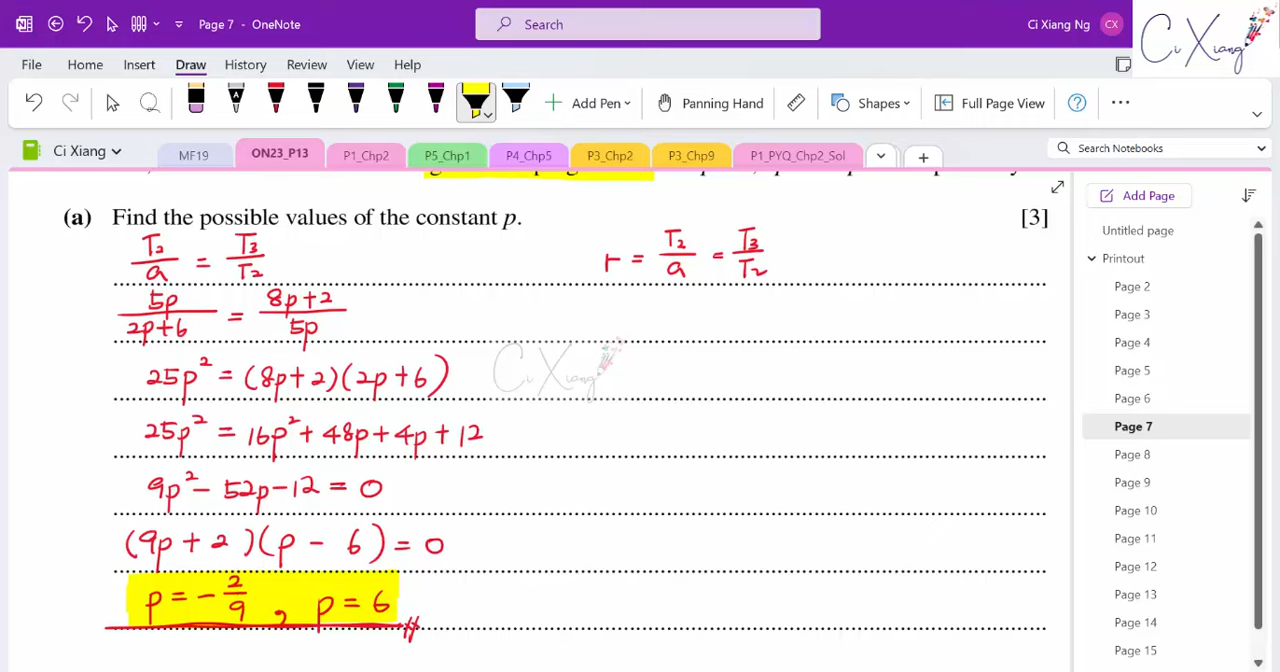 Page 7 - OneNote
Search
Ci Xiang Ng
CX
Ci Xiang
File Home Insert Draw History Review View Help
Add Pen
Panning Hand
Shapes
Full Page View
Ci Xiang
MF19
ON23_P13
P1_Chp2
P5_Chp1
P4_Chp5
P3_Chp2
P3_Chp9
P1_PYQ_Chp2_Sol
Search Notebooks
(a) Find the possible values of the constant p. [3]
T₂/a = T₃/T₂
r = T₂/a = T₃/T₂
5p/(2p+6) = (8p+2)/5p
25p² = (8p+2)(2p+6)
Ci Xiang
25p² = 16p² + 48p + 4p + 12
9p² - 52p - 12 = 0
(9p + 2)(p - 6) = 0
p = -2/9 , p = 6
Add Page
Untitled page
Printout
Page 2
Page 3
Page 4
Page 5
Page 6
Page 7
Page 8
Page 9
Page 10
Page 11
Page 12
Page 13
Page 14
Page 15